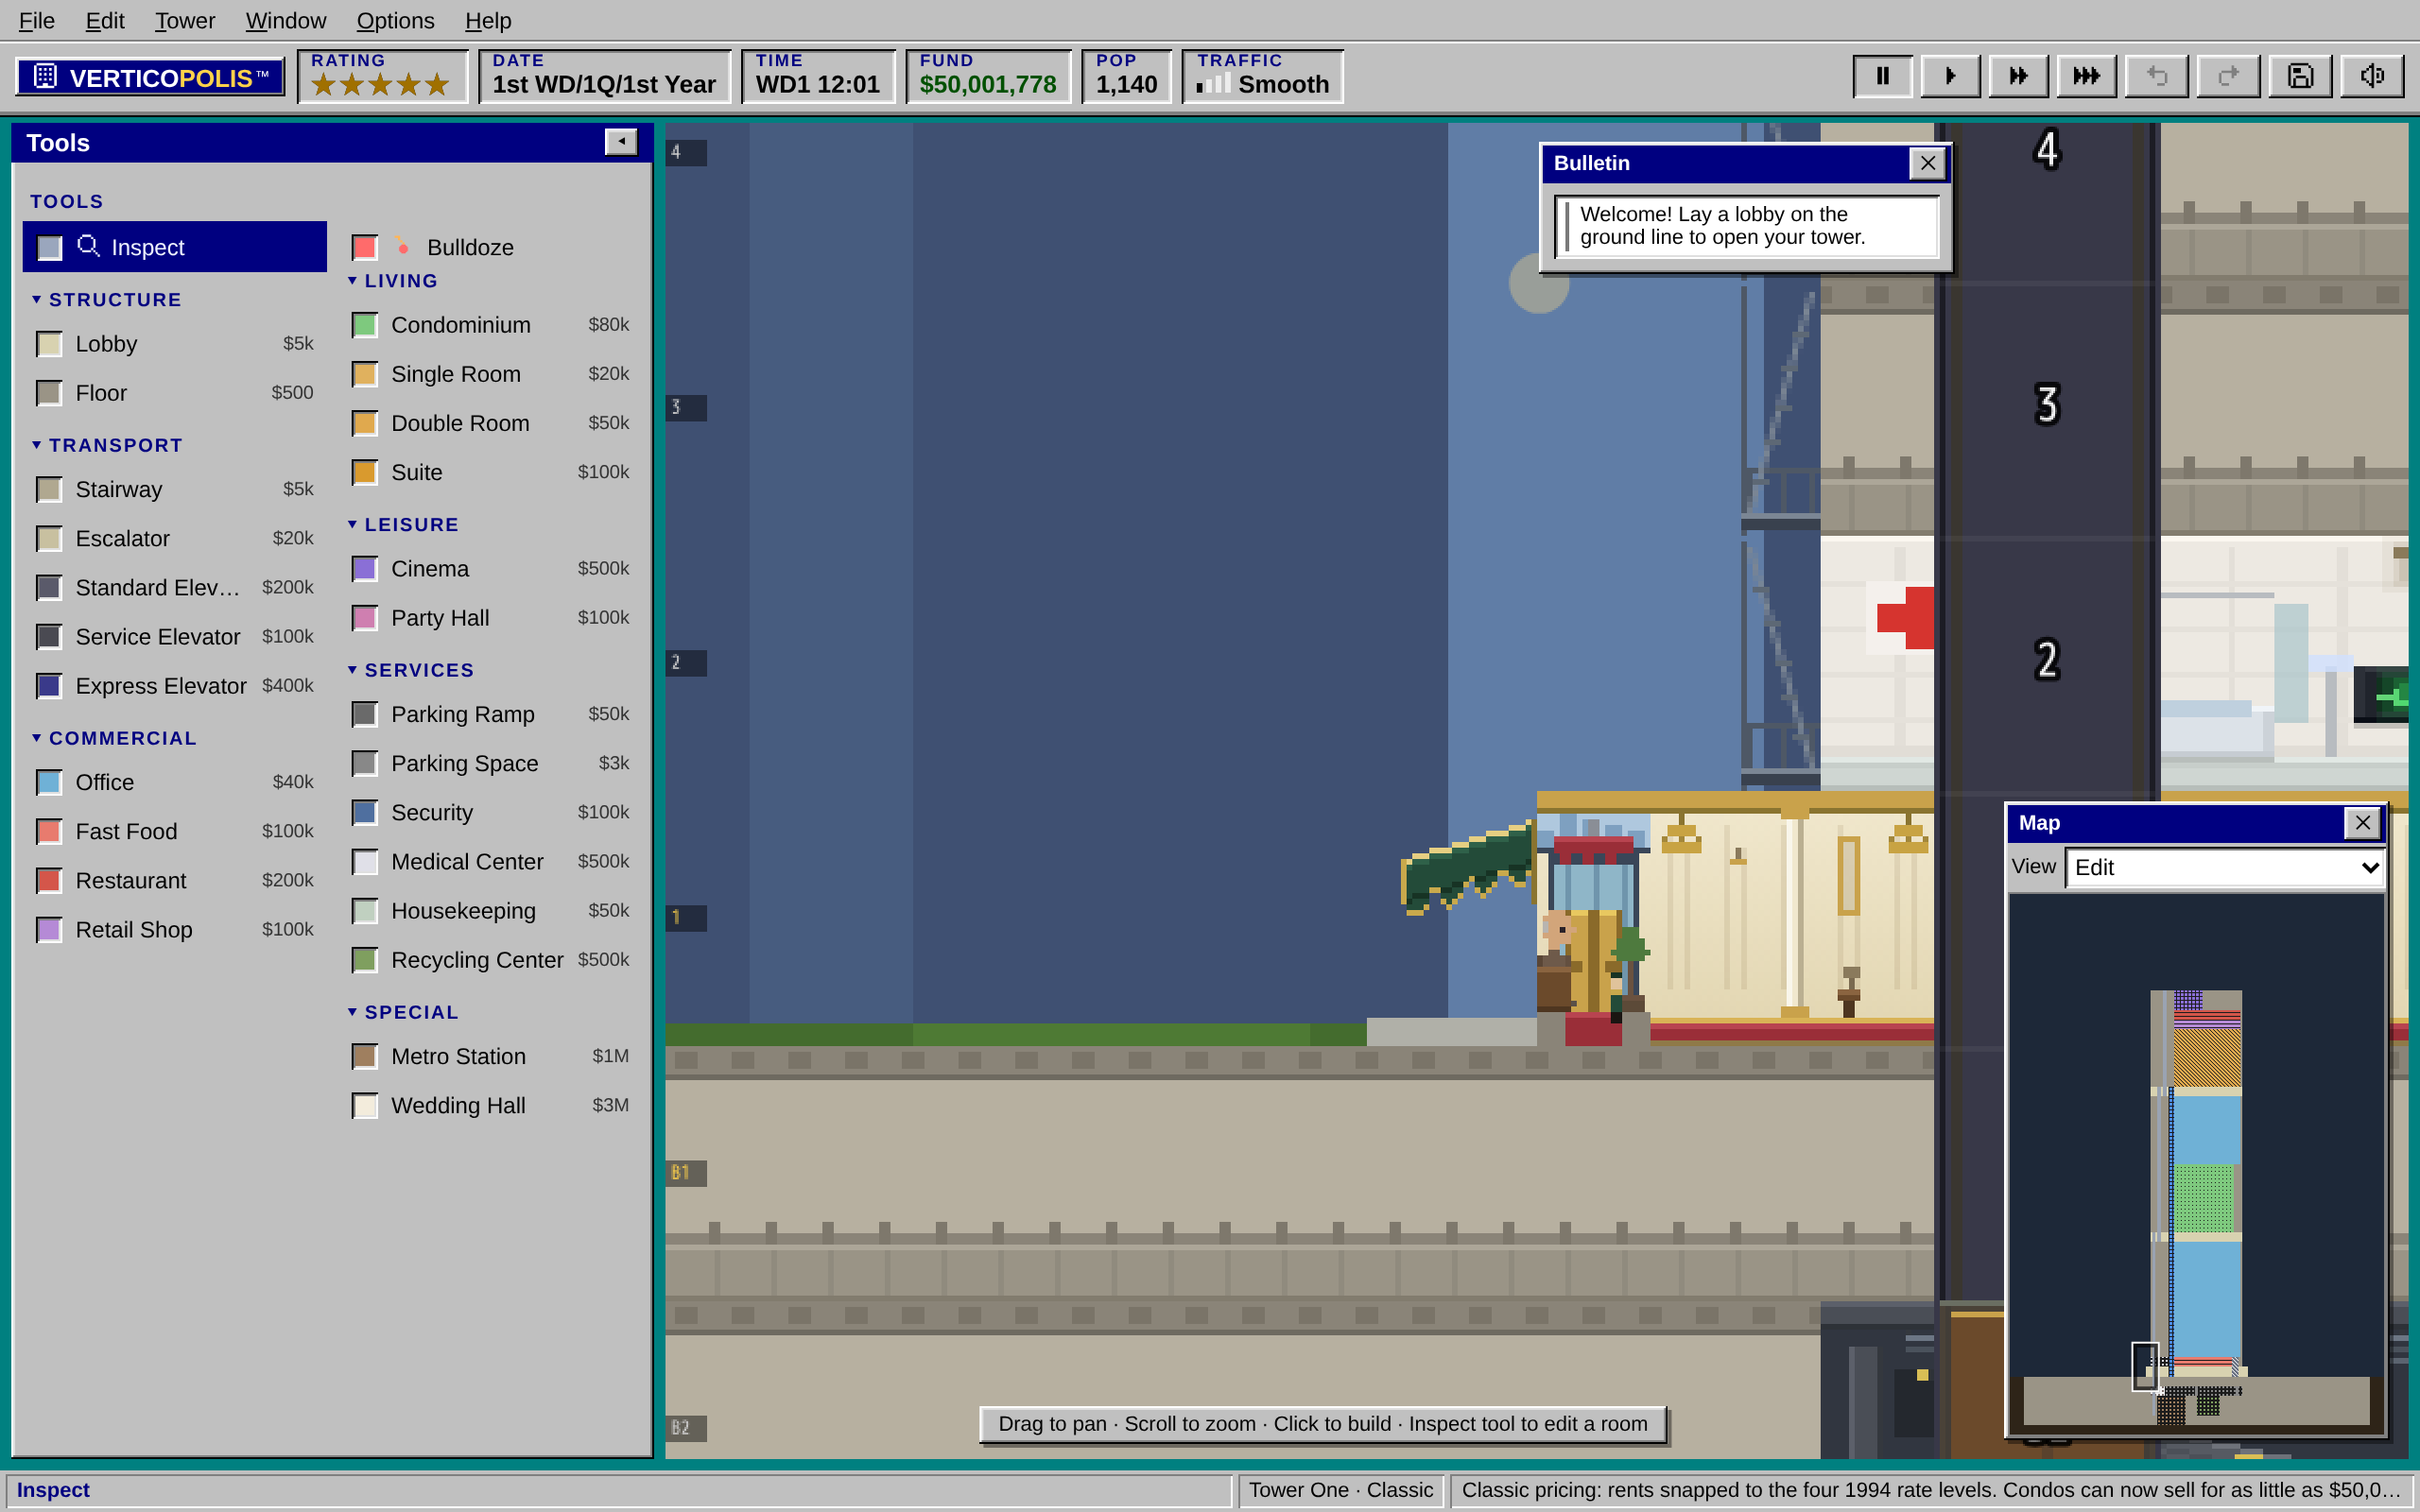 File Edit Tower Window Options Help
VERTICOPOLIS™
RATING
DATE
1st WD/1Q/1st Year
TIME
WD1 12:01
FUND
$50,001,778
POP
1,140
TRAFFIC
Smooth
Tools
TOOLS
Inspect
STRUCTURE
Lobby $5k
Floor $500
TRANSPORT
Stairway $5k
Escalator $20k
Standard Elev… $200k
Service Elevator $100k
Express Elevator $400k
COMMERCIAL
Office $40k
Fast Food $100k
Restaurant $200k
Retail Shop $100k
Bulldoze
LIVING
Condominium $80k
Single Room $20k
Double Room $50k
Suite $100k
LEISURE
Cinema $500k
Party Hall $100k
SERVICES
Parking Ramp $50k
Parking Space $3k
Security $100k
Medical Center $500k
Housekeeping $50k
Recycling Center $500k
SPECIAL
Metro Station $1M
Wedding Hall $3M
4
3
2
1
B1
B2
Bulletin
Welcome! Lay a lobby on the
ground line to open your tower.
4
3
2
Map
View Edit
Drag to pan · Scroll to zoom · Click to build · Inspect tool to edit a room
Inspect
Tower One · Classic
Classic pricing: rents snapped to the four 1994 rate levels. Condos can now sell for as little as $50,0…